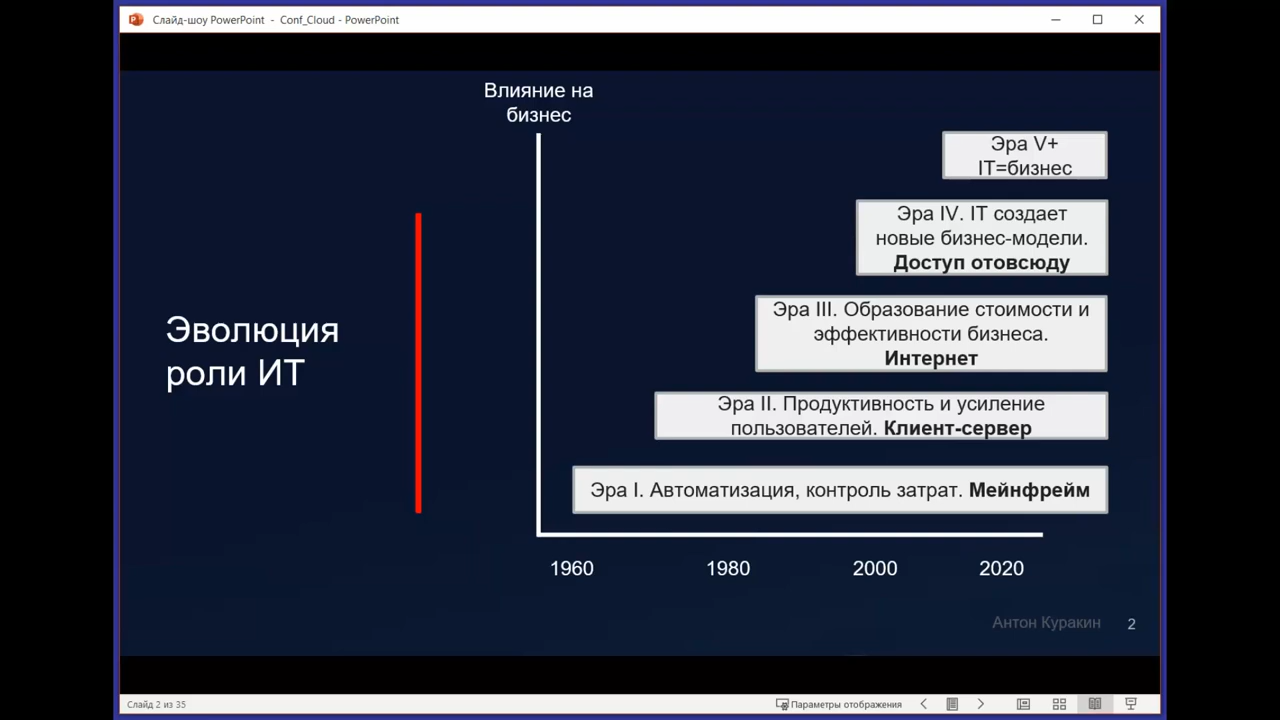 Слайд-шоу PowerPoint - Conf_Cloud - PowerPoint
Влияние на
бизнес
Эра V+
IT=бизнес
Эра IV. IT создает
новые бизнес-модели.
Доступ отовсюду
Эра III. Образование стоимости и
эффективности бизнеса.
Интернет
Эра II. Продуктивность и усиление
пользователей. Клиент-сервер
Эра I. Автоматизация, контроль затрат. Мейнфрейм
Эволюция
роли ИТ
1960 1980 2000 2020
Антон Куракин 2
Слайд 2 из 35 Параметры отображения